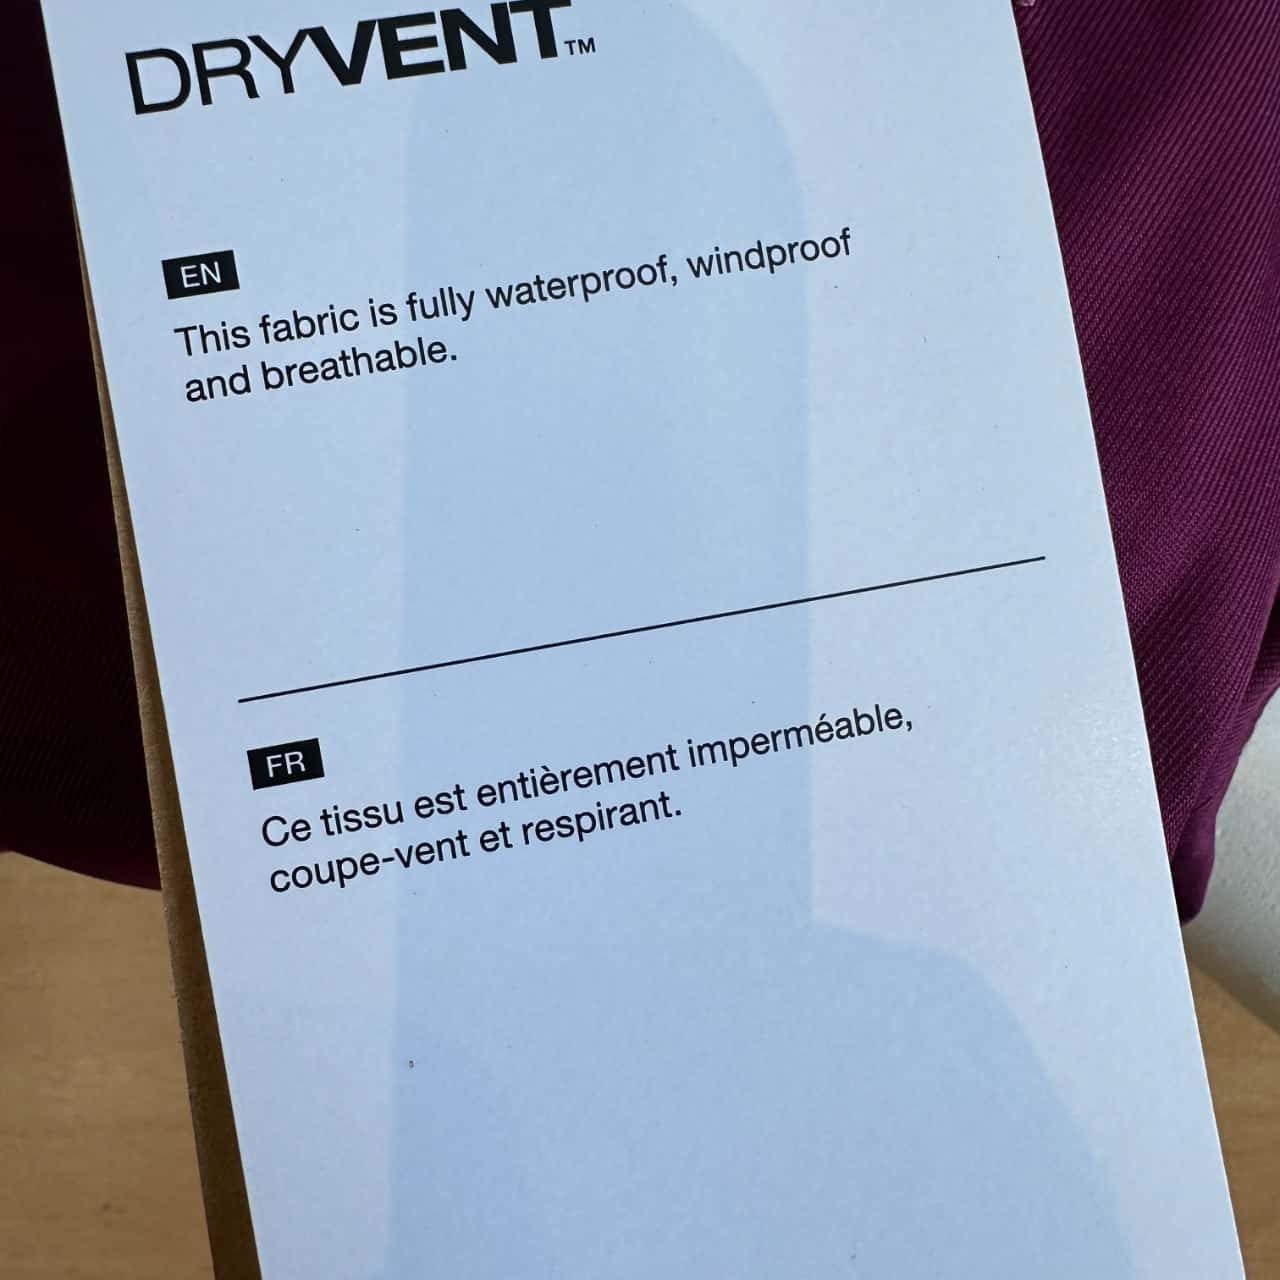 DRYVENT™
EN
This fabric is fully waterproof, windproof
and breathable.
FR
Ce tissu est entièrement imperméable,
coupe-vent et respirant.